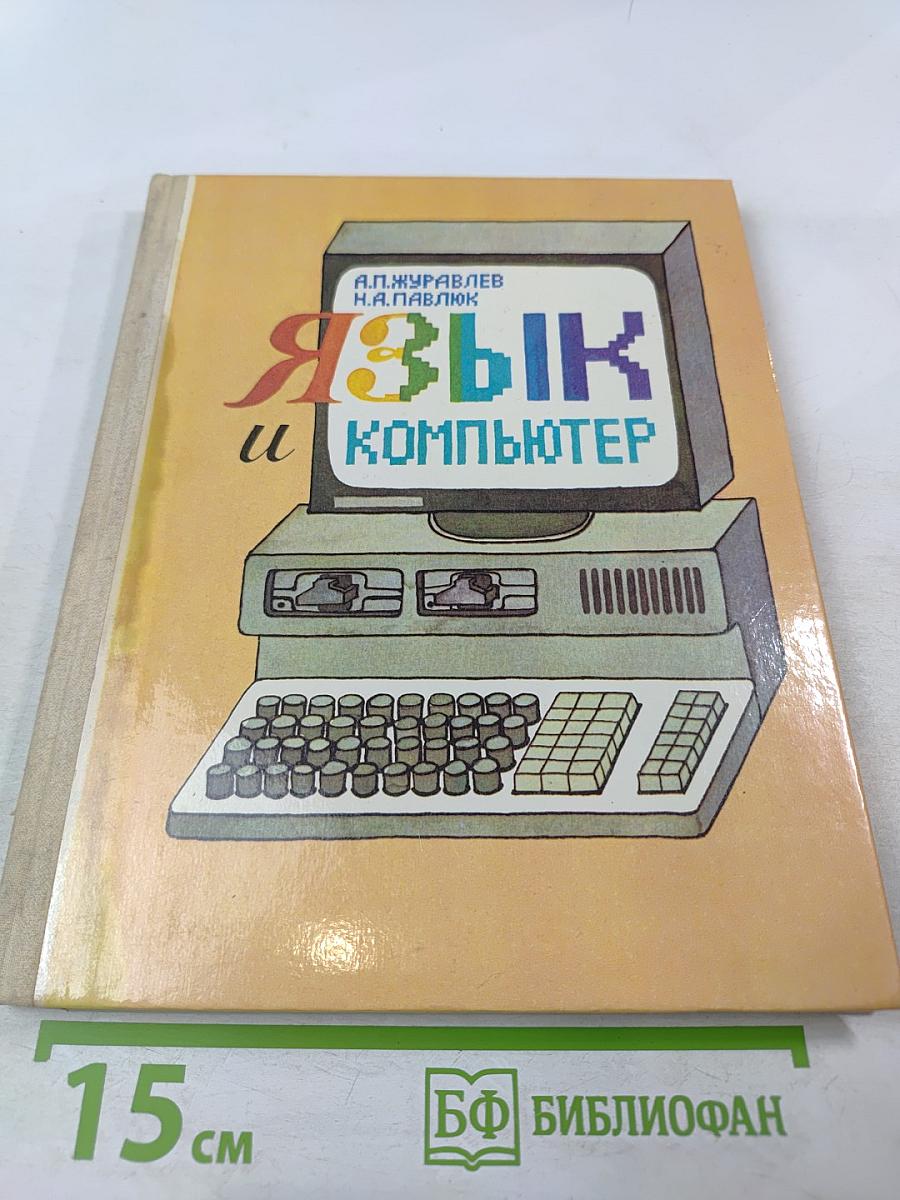 А.П.ЖУРАВЛЕВ
Н.А.ПАВЛЮК
ЯЗЫК
и КОМПЬЮТЕР
15 см
БФ БИБЛИОФАН